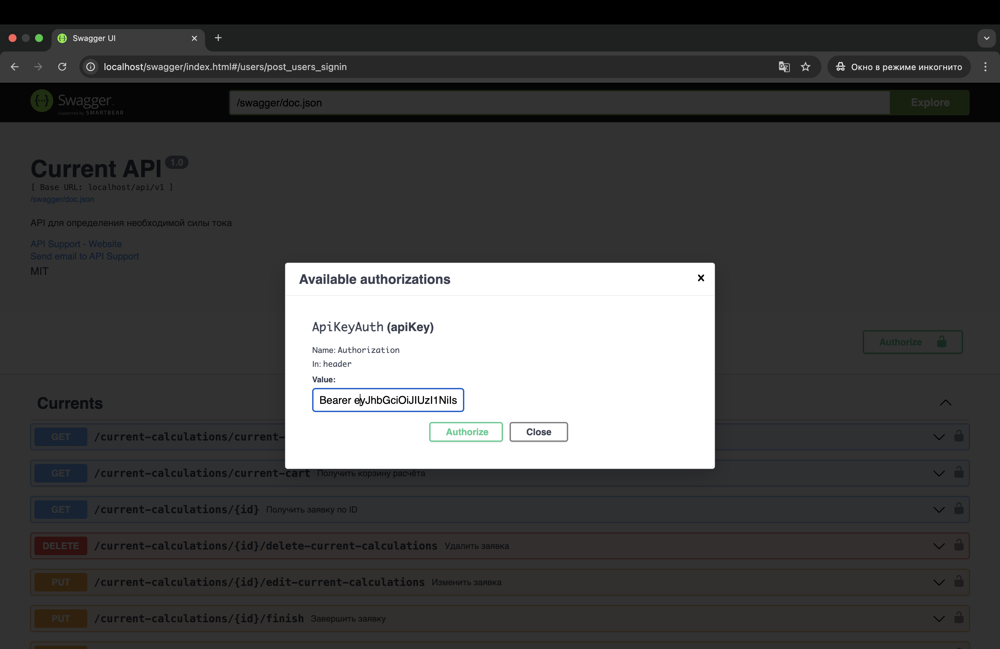 Swagger UI
localhost/swagger/index.html#/users/post_users_signin
Окно в режиме инкогнито
Swagger
Supported by SMARTBEAR
/swagger/doc.json
Explore
Current API 1.0
[ Base URL: localhost/api/v1 ]
/swagger/doc.json
API для определения необходимой силы тока
API Support - Website
Send email to API Support
MIT
Available authorizations
ApiKeyAuth (apiKey)
Name: Authorization
In: header
Value:
Bearer eyJhbGciOiJIUzI1NiIs
Authorize
Close
Authorize
Currents
GET /current-calculations/current-
GET /current-calculations/current-cart Получить корзину расчёта
GET /current-calculations/{id} Получить заявку по ID
DELETE /current-calculations/{id}/delete-current-calculations Удалить заявка
PUT /current-calculations/{id}/edit-current-calculations Изменить заявка
PUT /current-calculations/{id}/finish Завершить заявку